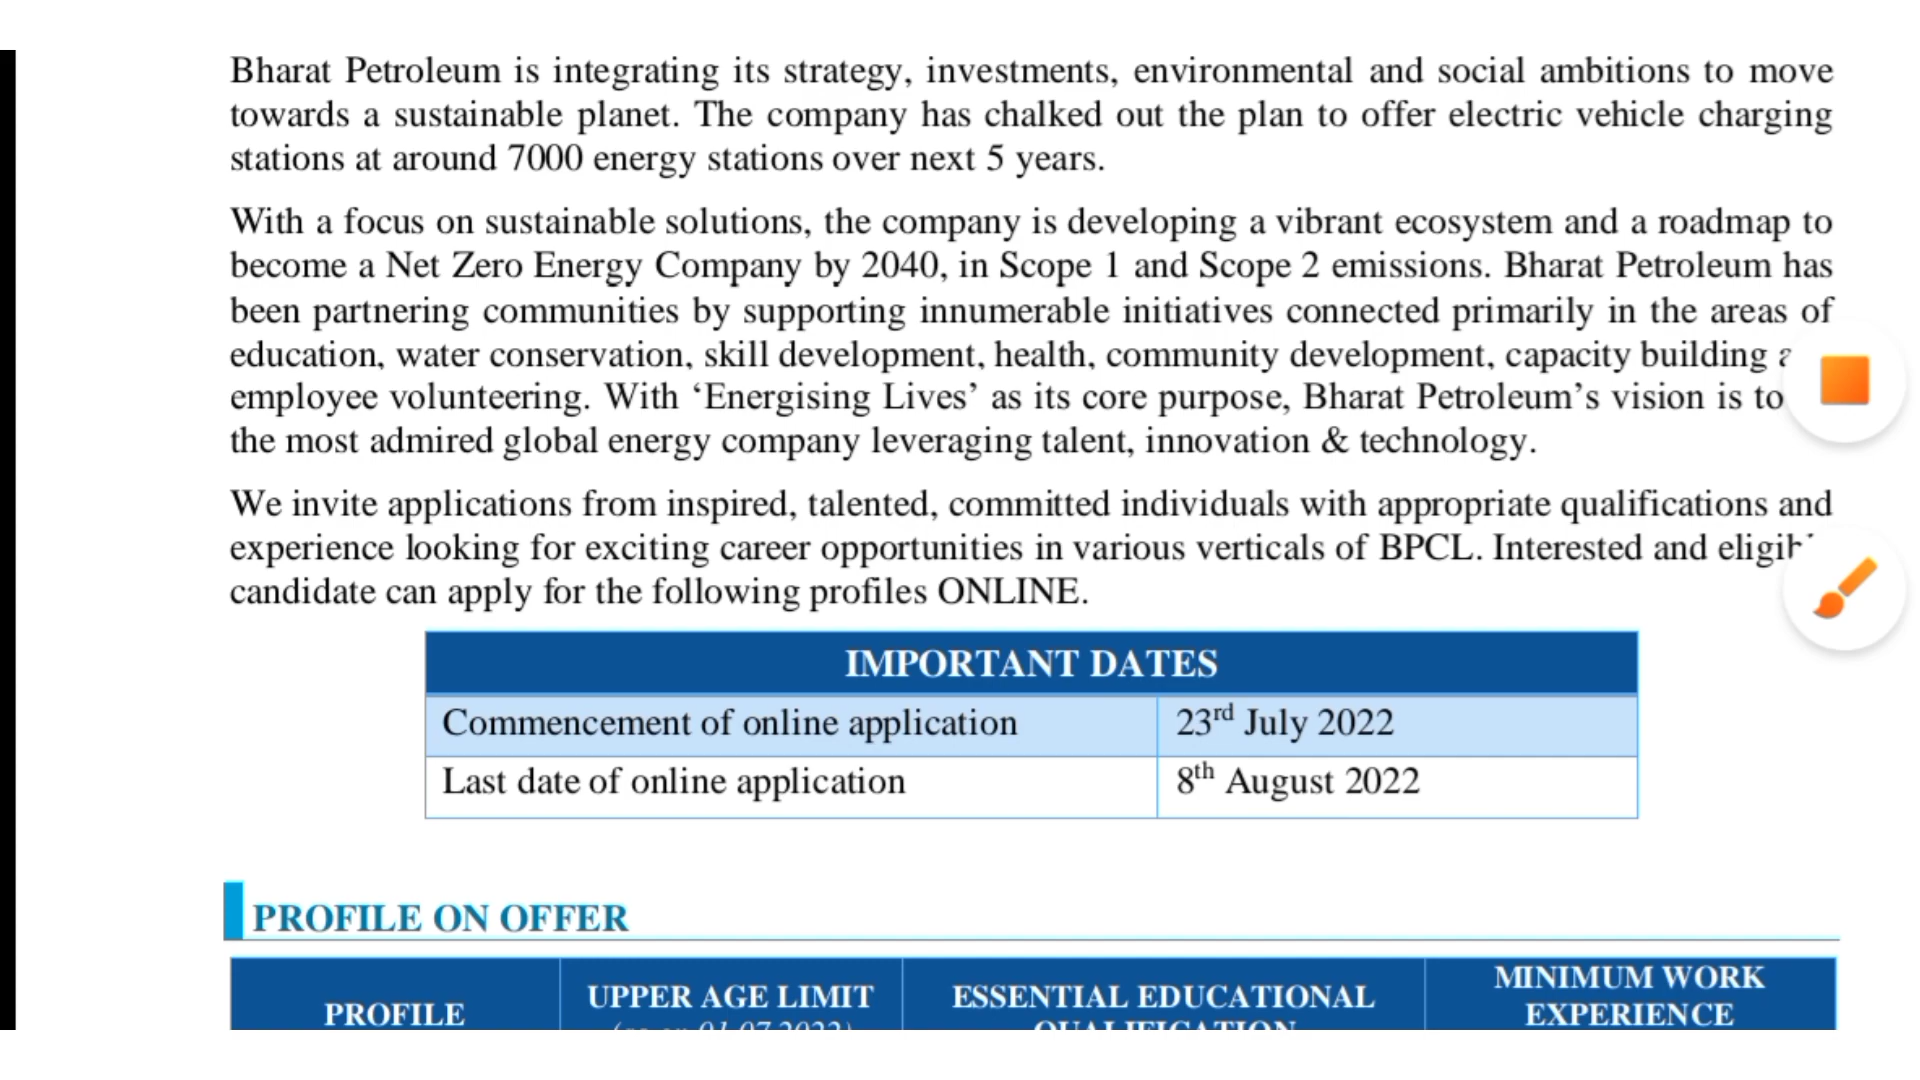 Bharat Petroleum is integrating its strategy, investments, environmental and social ambitions to move
towards a sustainable planet. The company has chalked out the plan to offer electric vehicle charging
stations at around 7000 energy stations over next 5 years.
With a focus on sustainable solutions, the company is developing a vibrant ecosystem and a roadmap to
become a Net Zero Energy Company by 2040, in Scope 1 and Scope 2 emissions. Bharat Petroleum has
been partnering communities by supporting innumerable initiatives connected primarily in the areas of
education, water conservation, skill development, health, community development, capacity building
employee volunteering. With ‘Energising Lives’ as its core purpose, Bharat Petroleum’s vision is to
the most admired global energy company leveraging talent, innovation & technology.
We invite applications from inspired, talented, committed individuals with appropriate qualifications and
experience looking for exciting career opportunities in various verticals of BPCL. Interested and
candidate can apply for the following profiles ONLINE.
IMPORTANT DATES
Commencement of online application 23rd July 2022
Last date of online application 8th August 2022
PROFILE ON OFFER
PROFILE
UPPER AGE LIMIT
(as on 01.07.2022)
ESSENTIAL EDUCATIONAL
QUALIFICATION
MINIMUM WORK
EXPERIENCE